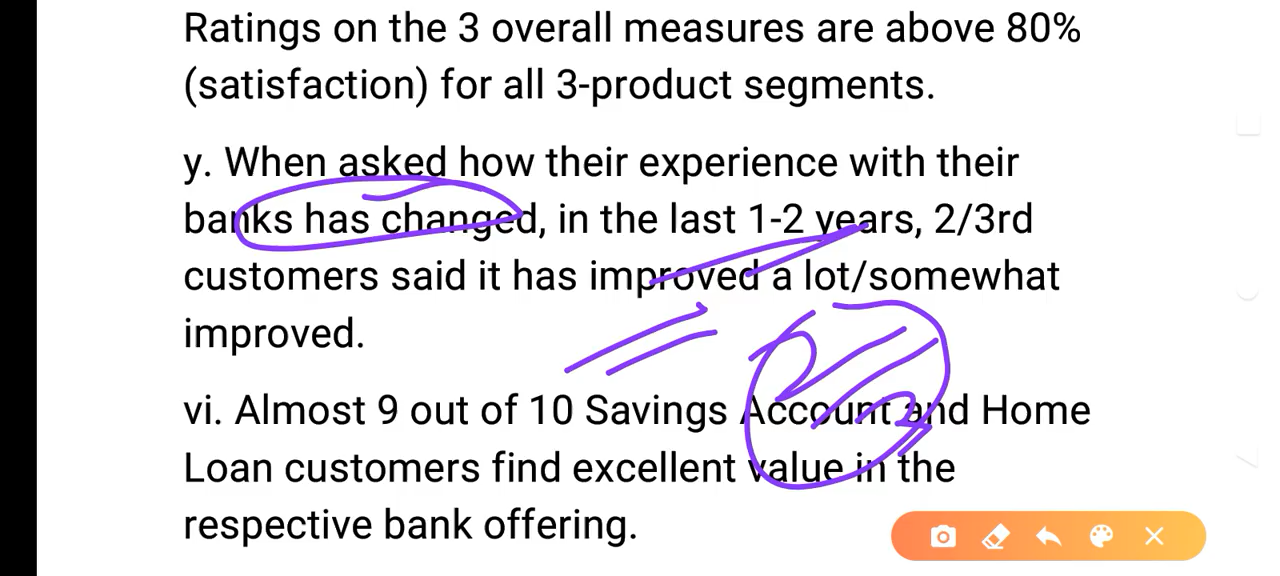 Ratings on the 3 overall measures are above 80%
(satisfaction) for all 3-product segments.
y. When asked how their experience with their
banks has changed, in the last 1-2 years, 2/3rd
customers said it has improved a lot/somewhat
improved.
2/3
vi. Almost 9 out of 10 Savings Account and Home
Loan customers find excellent value in the
respective bank offering.